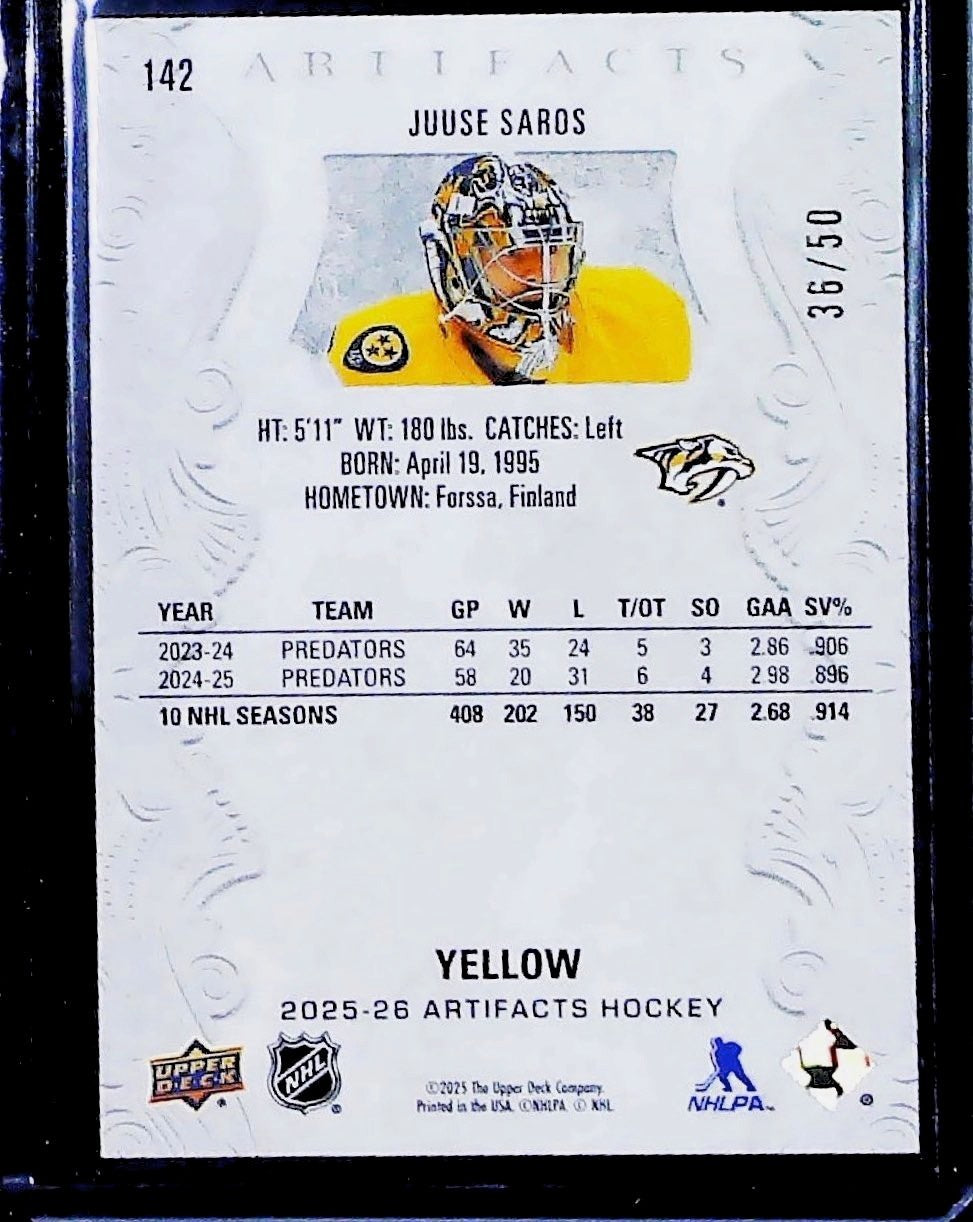 142
ARTIFACTS
JUUSE SAROS
36/50
HT: 5'11" WT: 180 lbs. CATCHES: Left
BORN: April 19, 1995
HOMETOWN: Forssa, Finland
YEAR TEAM GP W L T/OT SO GAA SV%
2023-24 PREDATORS 64 35 24 5 3 2.86 .906
2024-25 PREDATORS 58 20 31 6 4 2.98 .896
10 NHL SEASONS 408 202 150 38 27 2.68 .914
YELLOW
2025-26 ARTIFACTS HOCKEY
UPPER DECK
NHL
©2025 The Upper Deck Company.
Printed in the USA. ©NHLPA © NHL
NHLPA™